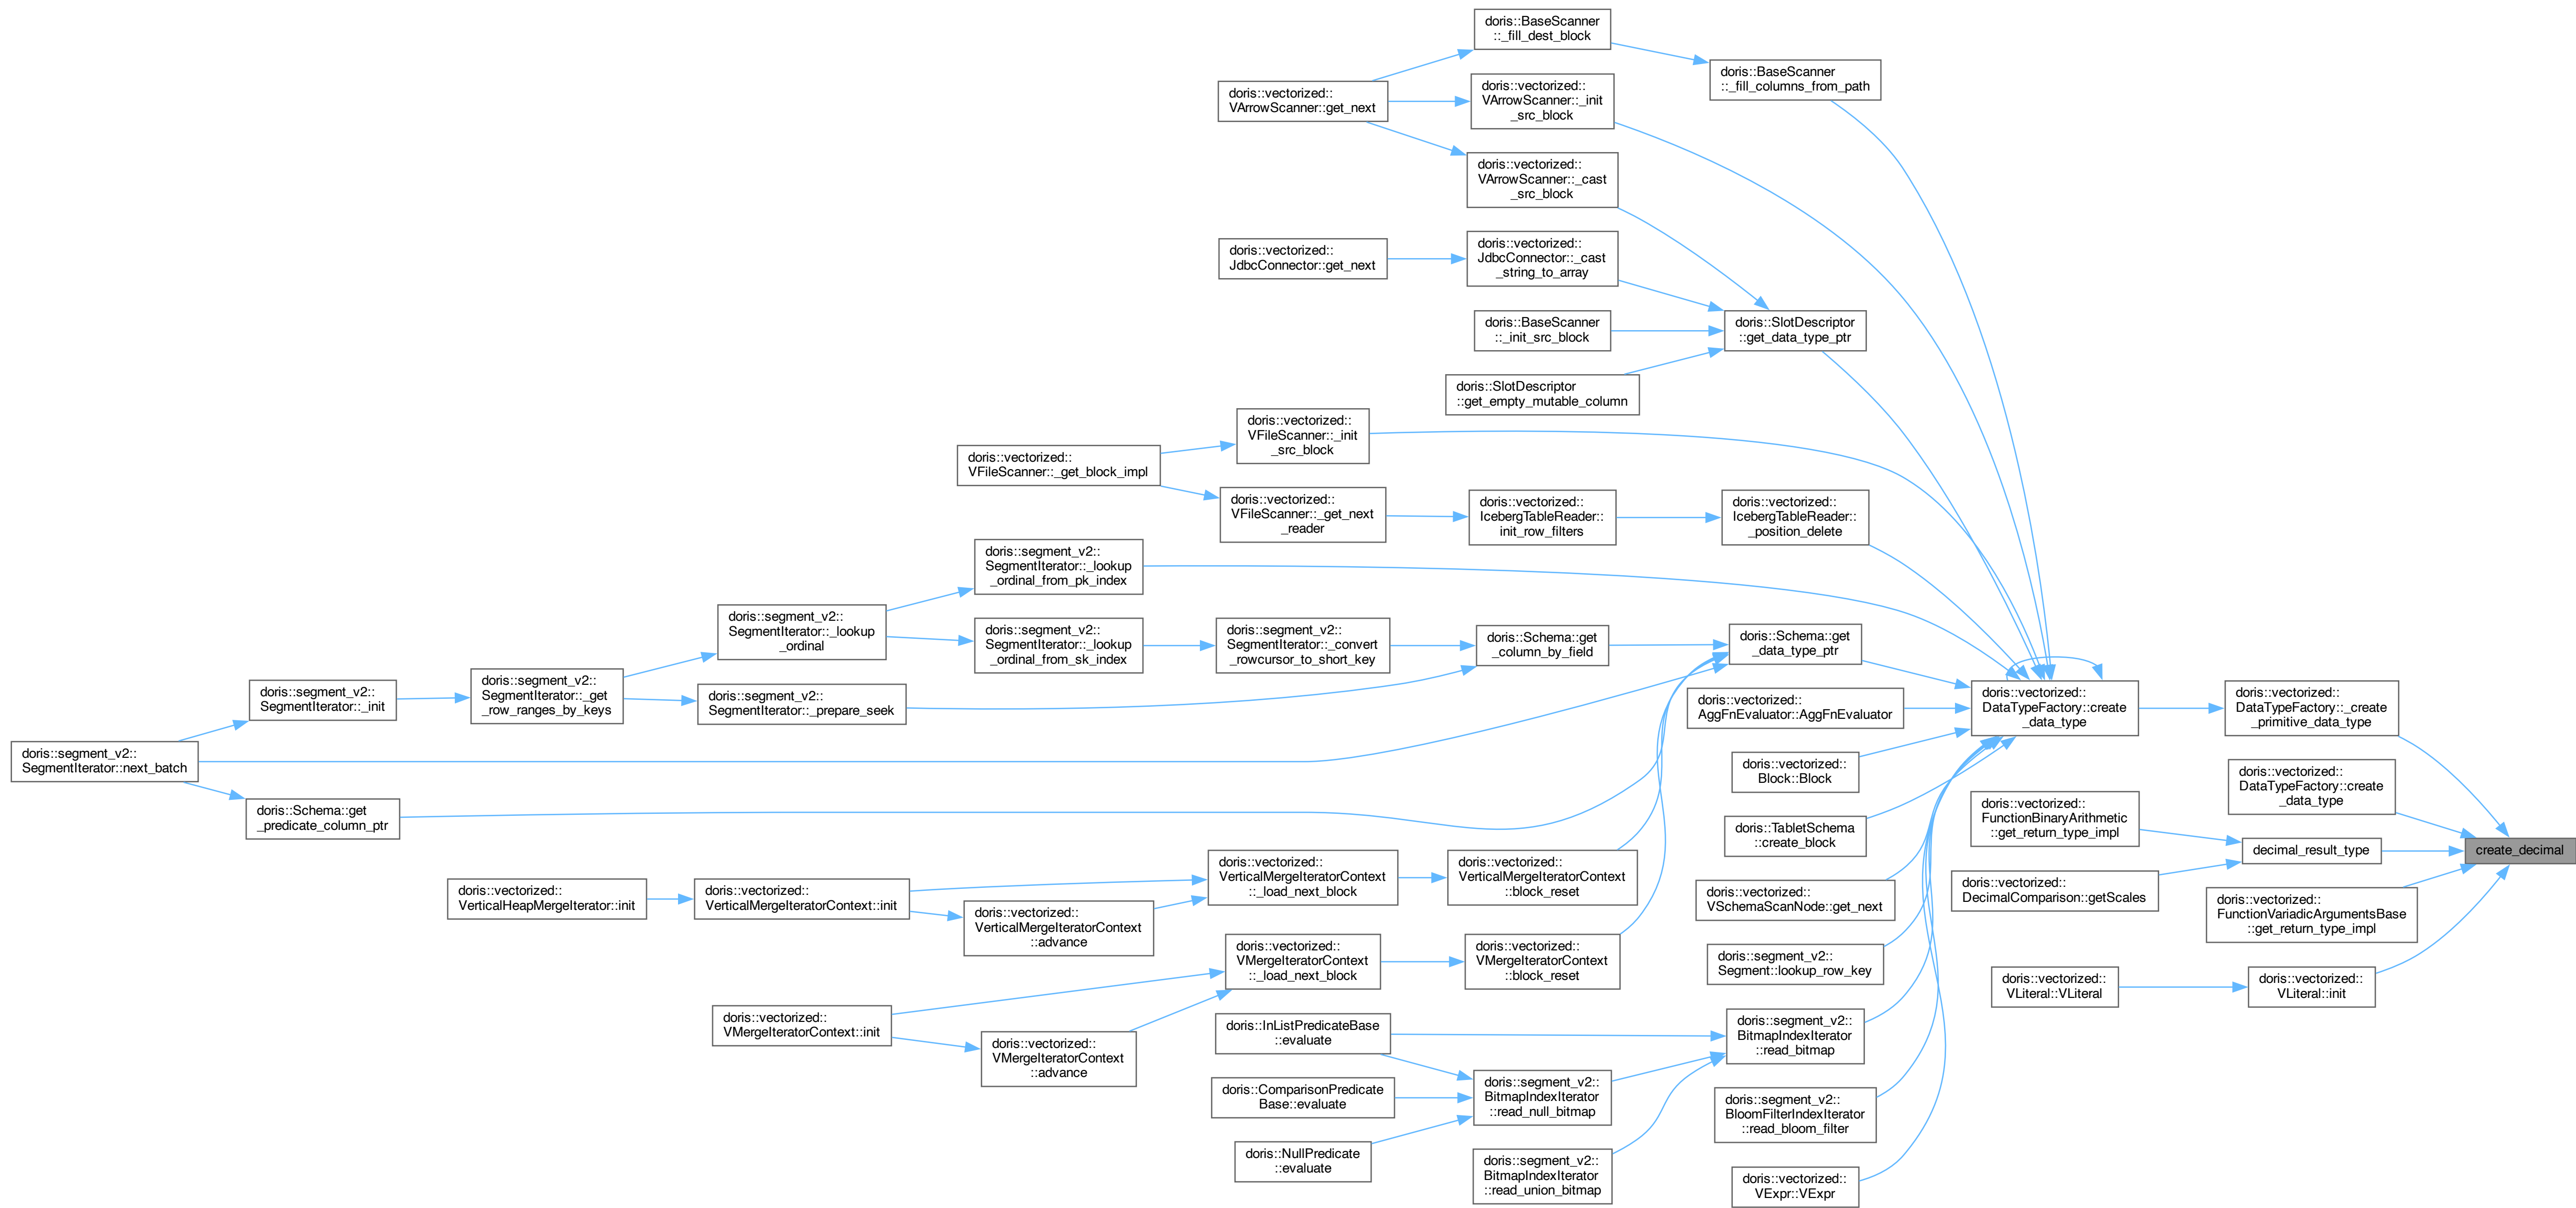 doris::BaseScanner
::_fill_dest_block
doris::BaseScanner
::_fill_columns_from_path
doris::vectorized::
VArrowScanner::get_next
doris::vectorized::
VArrowScanner::_init
_src_block
doris::vectorized::
VArrowScanner::_cast
_src_block
doris::vectorized::
JdbcConnector::get_next
doris::vectorized::
JdbcConnector::_cast
_string_to_array
doris::BaseScanner
::_init_src_block
doris::SlotDescriptor
::get_data_type_ptr
doris::SlotDescriptor
::get_empty_mutable_column
doris::vectorized::
VFileScanner::_init
_src_block
doris::vectorized::
VFileScanner::_get_block_impl
doris::vectorized::
VFileScanner::_get_next
_reader
doris::vectorized::
IcebergTableReader::
init_row_filters
doris::vectorized::
IcebergTableReader::
_position_delete
doris::segment_v2::
SegmentIterator::_lookup
_ordinal_from_pk_index
doris::segment_v2::
SegmentIterator::_lookup
_ordinal
doris::segment_v2::
SegmentIterator::_lookup
_ordinal_from_sk_index
doris::segment_v2::
SegmentIterator::_convert
_rowcursor_to_short_key
doris::Schema::get
_column_by_field
doris::Schema::get
_data_type_ptr
doris::segment_v2::
SegmentIterator::_init
doris::segment_v2::
SegmentIterator::_get
_row_ranges_by_keys
doris::segment_v2::
SegmentIterator::_prepare_seek
doris::vectorized::
AggFnEvaluator::AggFnEvaluator
doris::vectorized::
DataTypeFactory::create
_data_type
doris::vectorized::
DataTypeFactory::_create
_primitive_data_type
doris::segment_v2::
SegmentIterator::next_batch
doris::vectorized::
Block::Block
doris::vectorized::
DataTypeFactory::create
_data_type
doris::Schema::get
_predicate_column_ptr
doris::TabletSchema
::create_block
doris::vectorized::
FunctionBinaryArithmetic
::get_return_type_impl
decimal_result_type
create_decimal
doris::vectorized::
VerticalHeapMergeIterator::init
doris::vectorized::
VerticalMergeIteratorContext::init
doris::vectorized::
VerticalMergeIteratorContext
::_load_next_block
doris::vectorized::
VerticalMergeIteratorContext
::block_reset
doris::vectorized::
VSchemaScanNode::get_next
doris::vectorized::
DecimalComparison::getScales
doris::vectorized::
FunctionVariadicArgumentsBase
::get_return_type_impl
doris::vectorized::
VerticalMergeIteratorContext
::advance
doris::vectorized::
VMergeIteratorContext
::_load_next_block
doris::vectorized::
VMergeIteratorContext
::block_reset
doris::segment_v2::
Segment::lookup_row_key
doris::vectorized::
VLiteral::VLiteral
doris::vectorized::
VLiteral::init
doris::vectorized::
VMergeIteratorContext::init
doris::vectorized::
VMergeIteratorContext
::advance
doris::InListPredicateBase
::evaluate
doris::segment_v2::
BitmapIndexIterator
::read_bitmap
doris::ComparisonPredicate
Base::evaluate
doris::segment_v2::
BitmapIndexIterator
::read_null_bitmap
doris::segment_v2::
BloomFilterIndexIterator
::read_bloom_filter
doris::NullPredicate
::evaluate
doris::segment_v2::
BitmapIndexIterator
::read_union_bitmap
doris::vectorized::
VExpr::VExpr